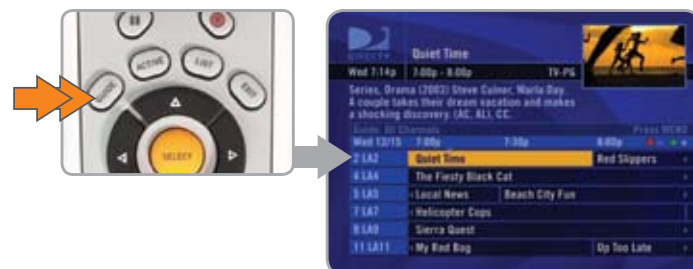 GUIDE
ACTIVE
LIST
EXIT
SELECT
DIRECTV
Quiet Time
Wed 7:14p 7:00p - 8:00p TV-PG
Series, Drama (2003) Steve Cainer, Marla Day
A couple takes their dream vacation and makes
a shocking discovery. (AC, AL), CC.
Guide: All Channels Press MENU
Wed 12/15 7:00p 7:30p 8:00p
2 LA2 Quiet Time Red Slippers
4 LA4 The Fiesty Black Cat
5 LA5 Local News Beach City Fun
7 LA7 Helicopter Cops
9 LA9 Sierra Quest
11 LA11 My Red Bag Up Too Late